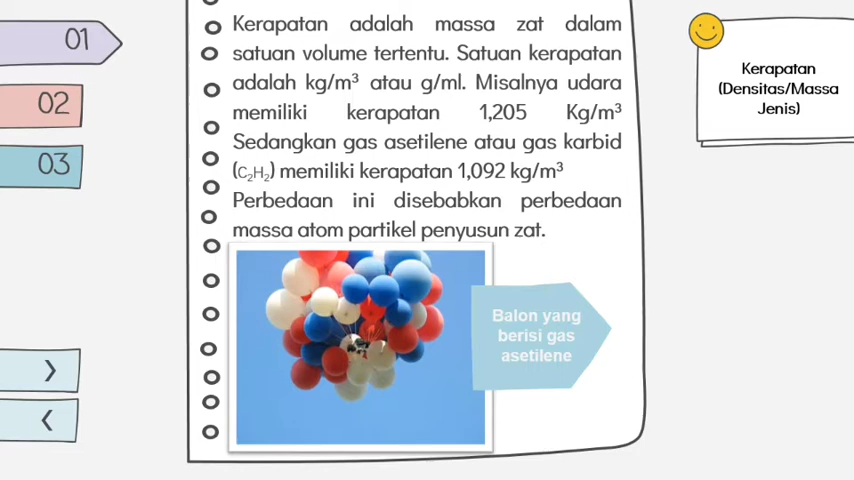 01
02
03
Kerapatan adalah massa zat dalam
satuan volume tertentu. Satuan kerapatan
adalah kg/m³ atau g/ml. Misalnya udara
memiliki kerapatan 1,205 Kg/m³
Sedangkan gas asetilene atau gas karbid
(C₂H₂) memiliki kerapatan 1,092 kg/m³
Perbedaan ini disebabkan perbedaan
massa atom partikel penyusun zat.
Balon yang
berisi gas
asetilene
Kerapatan
(Densitas/Massa
Jenis)